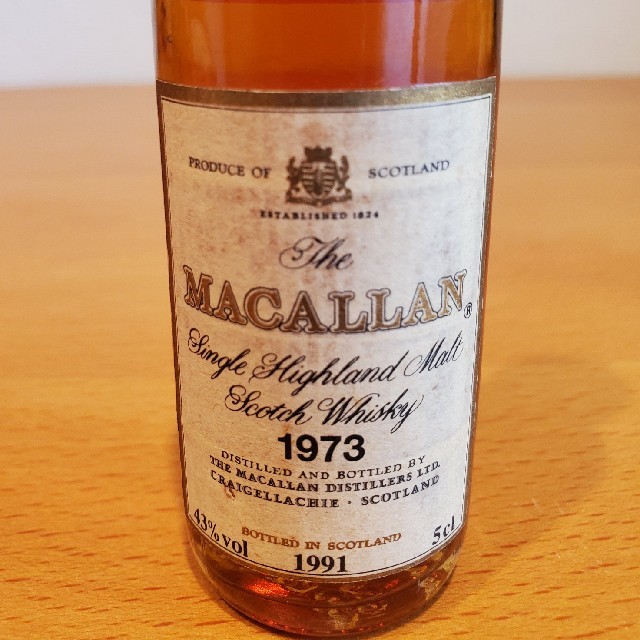 PRODUCE OF SCOTLAND
ESTABLISHED 1824
The
MACALLAN®
Single Highland Malt
Scotch Whisky
1973
DISTILLED AND BOTTLED BY
THE MACALLAN DISTILLERS LTD.
CRAIGELLACHIE · SCOTLAND
43% vol BOTTLED IN SCOTLAND 5cl
1991